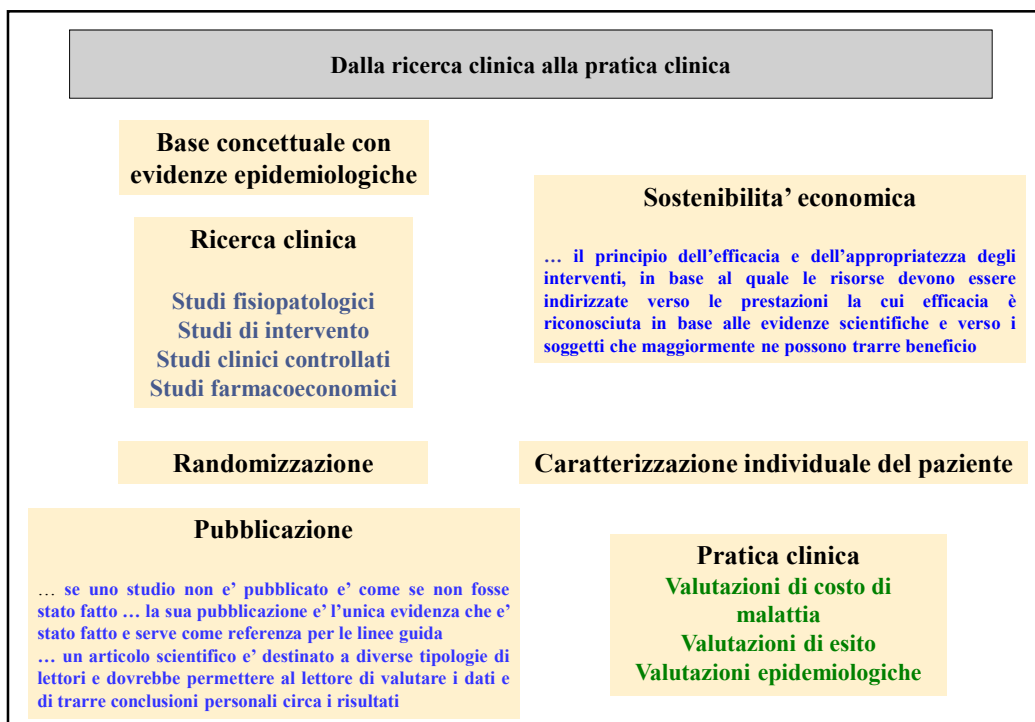 Dalla ricerca clinica alla pratica clinica
Base concettuale con
evidenze epidemiologiche
Ricerca clinica
Studi fisiopatologici
Studi di intervento
Studi clinici controllati
Studi farmacoeconomici
Randomizzazione
Pubblicazione
… se uno studio non e’ pubblicato e’ come se non fosse
stato fatto … la sua pubblicazione e’ l’unica evidenza che e’
stato fatto e serve come referenza per le linee guida
… un articolo scientifico e’ destinato a diverse tipologie di
lettori e dovrebbe permettere al lettore di valutare i dati e
di trarre conclusioni personali circa i risultati
Sostenibilita’ economica
… il principio dell’efficacia e dell’appropriatezza degli
interventi, in base al quale le risorse devono essere
indirizzate verso le prestazioni la cui efficacia è
riconosciuta in base alle evidenze scientifiche e verso i
soggetti che maggiormente ne possono trarre beneficio
Caratterizzazione individuale del paziente
Pratica clinica
Valutazioni di costo di
malattia
Valutazioni di esito
Valutazioni epidemiologiche